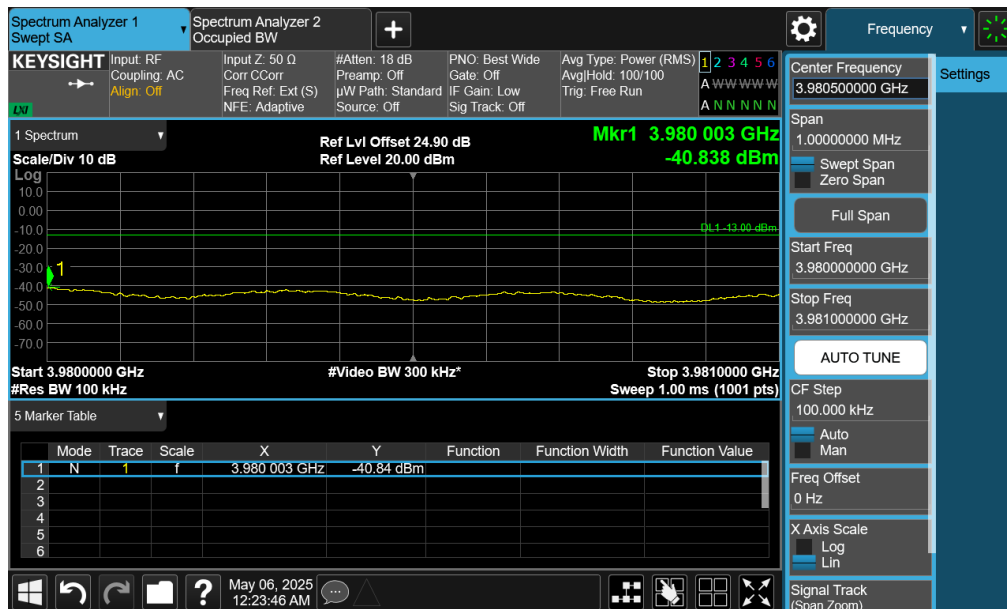 Spectrum Analyzer 1
Swept SA
Spectrum Analyzer 2
Occupied BW
Frequency
KEYSIGHT
LXI
Input: RF
Coupling: AC
Align: Off
Input Z: 50 Ω
Corr CCorr
Freq Ref: Ext (S)
NFE: Adaptive
#Atten: 18 dB
Preamp: Off
µW Path: Standard
Source: Off
PNO: Best Wide
Gate: Off
IF Gain: Low
Sig Track: Off
Avg Type: Power (RMS)
Avg|Hold: 100/100
Trig: Free Run
1 2 3 4 5 6
A W W W W W
A N N N N N
1 Spectrum
Scale/Div 10 dB
Ref Lvl Offset 24.90 dB
Ref Level 20.00 dBm
Mkr1 3.980 003 GHz
-40.838 dBm
Log
10.0
0.00
-10.0
DL1 -13.00 dBm
-20.0
-30.0
1
-40.0
-50.0
-60.0
-70.0
Start 3.9800000 GHz
#Video BW 300 kHz*
Stop 3.9810000 GHz
#Res BW 100 kHz
Sweep 1.00 ms (1001 pts)
5 Marker Table
Mode Trace Scale X Y Function Function Width Function Value
1 N 1 f 3.980 003 GHz -40.84 dBm
2
3
4
5
6
May 06, 2025
12:23:46 AM
Center Frequency
3.980500000 GHz
Settings
Span
1.00000000 MHz
Swept Span
Zero Span
Full Span
Start Freq
3.980000000 GHz
Stop Freq
3.981000000 GHz
AUTO TUNE
CF Step
100.000 kHz
Auto
Man
Freq Offset
0 Hz
X Axis Scale
Log
Lin
Signal Track
(Span Zoom)